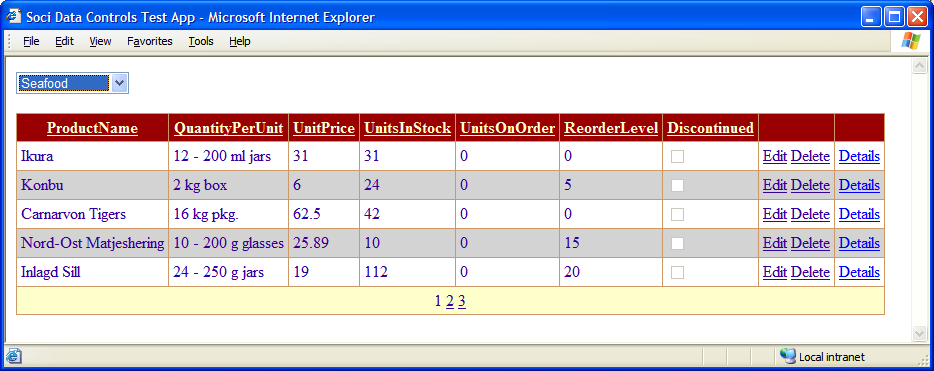 Soci Data Controls Test App - Microsoft Internet Explorer
File Edit View Favorites Tools Help
Seafood
ProductName QuantityPerUnit UnitPrice UnitsInStock UnitsOnOrder ReorderLevel Discontinued
Ikura 12 - 200 ml jars 31 31 0 0 Edit Delete Details
Konbu 2 kg box 6 24 0 5 Edit Delete Details
Carnarvon Tigers 16 kg pkg. 62.5 42 0 0 Edit Delete Details
Nord-Ost Matjeshering 10 - 200 g glasses 25.89 10 0 15 Edit Delete Details
Inlagd Sill 24 - 250 g jars 19 112 0 20 Edit Delete Details
1 2 3
Local intranet